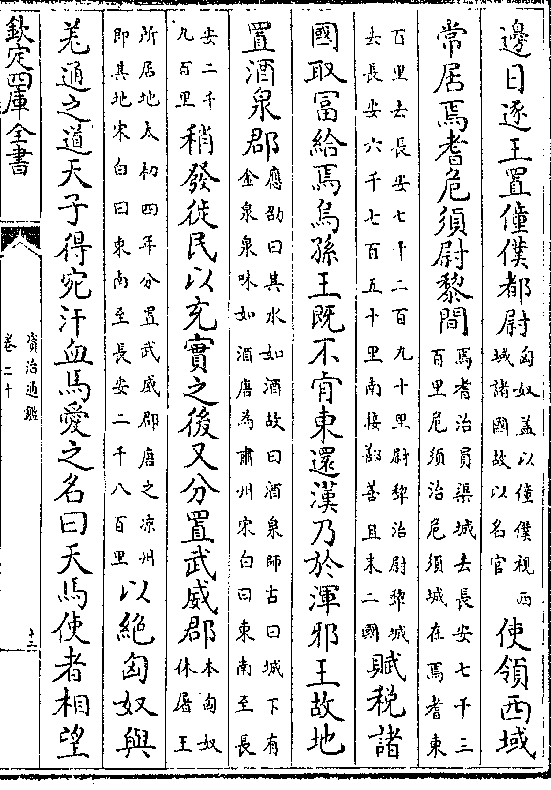 邊日逐王置僮僕都尉匈奴蓋以僮僕視西域諸國故以名官使領西域
常居焉耆危須尉黎間焉耆治員渠城去長安七千三百里危須治危須城在焉耆東
百里去長安七千二百九十里尉黎治尉黎城去長安六千七百五十里南接鄯善且末二國賦稅諸
國取富給焉烏孫王既不肯東還漢乃於渾邪王故地
置酒泉郡應劭曰其水如酒故曰酒泉師古曰城下有金泉泉味如酒唐為肅州宋白曰東南至長
安二千九百里稍發徙民以充實之後又分置武威郡本匈奴休屠王
所居地太初四年分置武威郡唐之凉州即其地宋白曰東南至長安二千八百里以絶匈奴與
羌通之道天子得宛汗血馬愛之名曰天馬使者相望
欽定四庫全書
資治通鑑
卷二十
十三